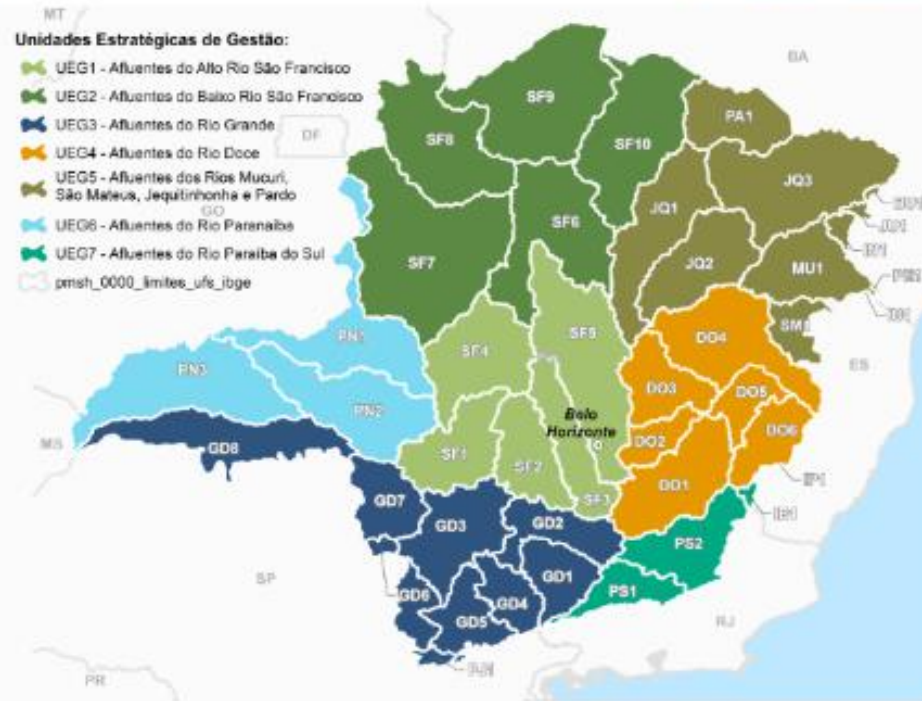 MT
Unidades Estratégicas de Gestão:
UEG1 - Afluentes do Alto Rio São Francisco
UEG2 - Afluentes do Baixo Rio São Francisco
UEG3 - Afluentes do Rio Grande
UEG4 - Afluentes do Rio Doce
UEG5 - Afluentes dos Rios Mucuri,
São Mateus, Jequitinhonha e Pardo
UEG6 - Afluentes do Rio Paranaíba
UEG7 - Afluentes do Rio Paraíba do Sul
pmsh_0000_limites_ufs_ibge
DF
GO
BA
SF9
SF8
SF10
PA1
JQ3
JQ1
SF6
SF7
JQ2
MU1
SF5
SM1
PN1
SF4
DO4
ES
PN3
PN2
DO3
DO5
Belo
Horizonte
DO6
MS
GD8
SF1
SF2
DO2
DO1
SF3
GD7
GD3
GD2
PS2
SP
GD1
PS1
GD6
GD4
GD5
RJ
PR